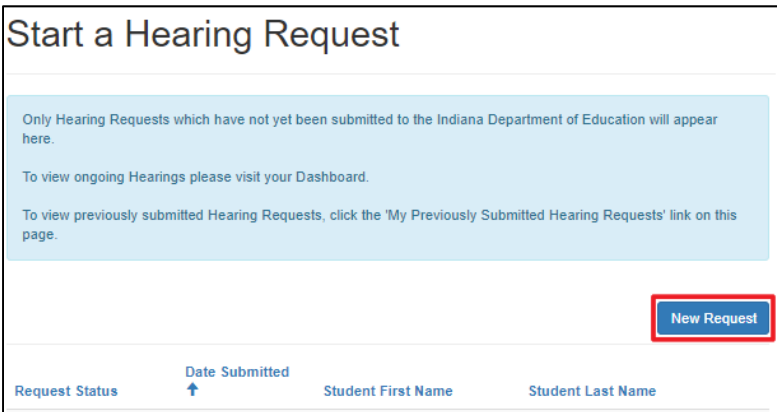 Start a Hearing Request
Only Hearing Requests which have not yet been submitted to the Indiana Department of Education will appear
here.
To view ongoing Hearings please visit your Dashboard.
To view previously submitted Hearing Requests, click the 'My Previously Submitted Hearing Requests' link on this
page.
New Request
Date Submitted
Request Status
Student First Name
Student Last Name